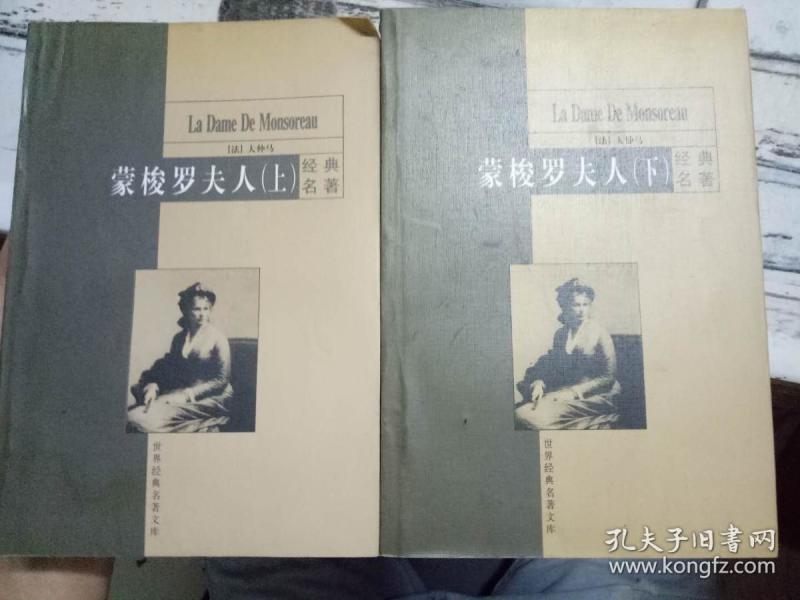 La Dame De Monsoreau
[法] 大仲马
蒙梭罗夫人(上)
经典
名著
世界经典名著文库
La Dame De Monsoreau
[法] 大仲马
蒙梭罗夫人(下)
经典
名著
世界经典名著文库
孔夫子旧书网
www.kongfz.com